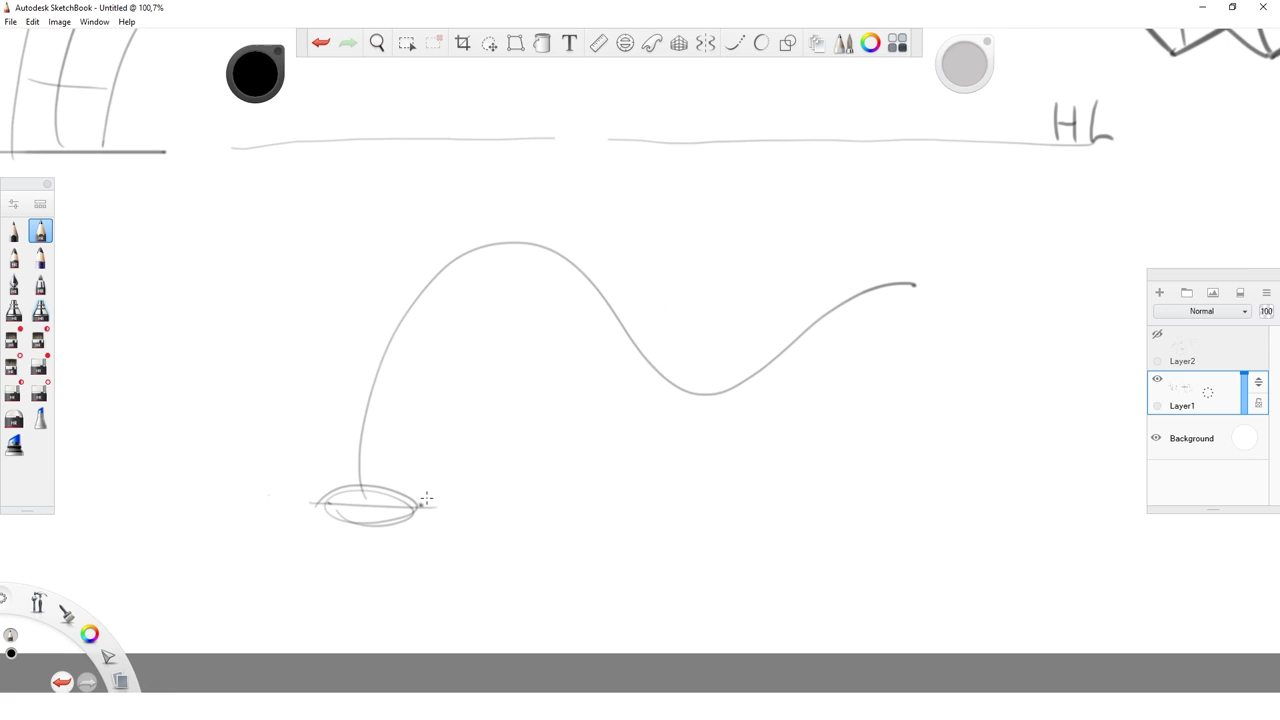 Autodesk SketchBook - Untitled @ 100,7%
File Edit Image Window Help
HL
Normal
100
Layer2
Layer1
Background